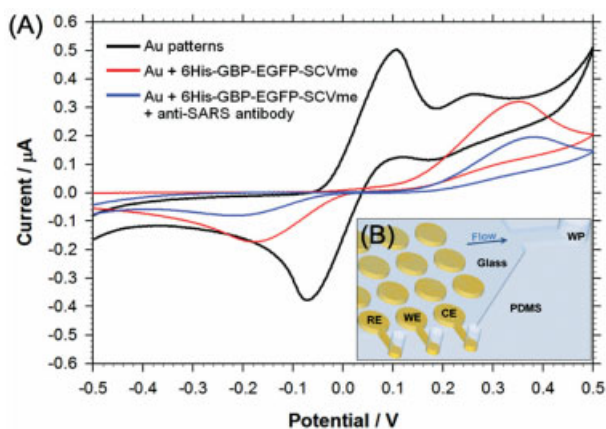 (A)
Au patterns
Au + 6His-GBP-EGFP-SCVme
Au + 6His-GBP-EGFP-SCVme
+ anti-SARS antibody
0.6
0.5
0.4
0.3
0.2
0.1
0.0
-0.1
-0.2
-0.3
-0.4
-0.5
-0.6
Current / μA
(B)
Flow
WP
Glass
PDMS
RE WE CE
-0.5 -0.4 -0.3 -0.2 -0.1 0.0 0.1 0.2 0.3 0.4 0.5
Potential / V